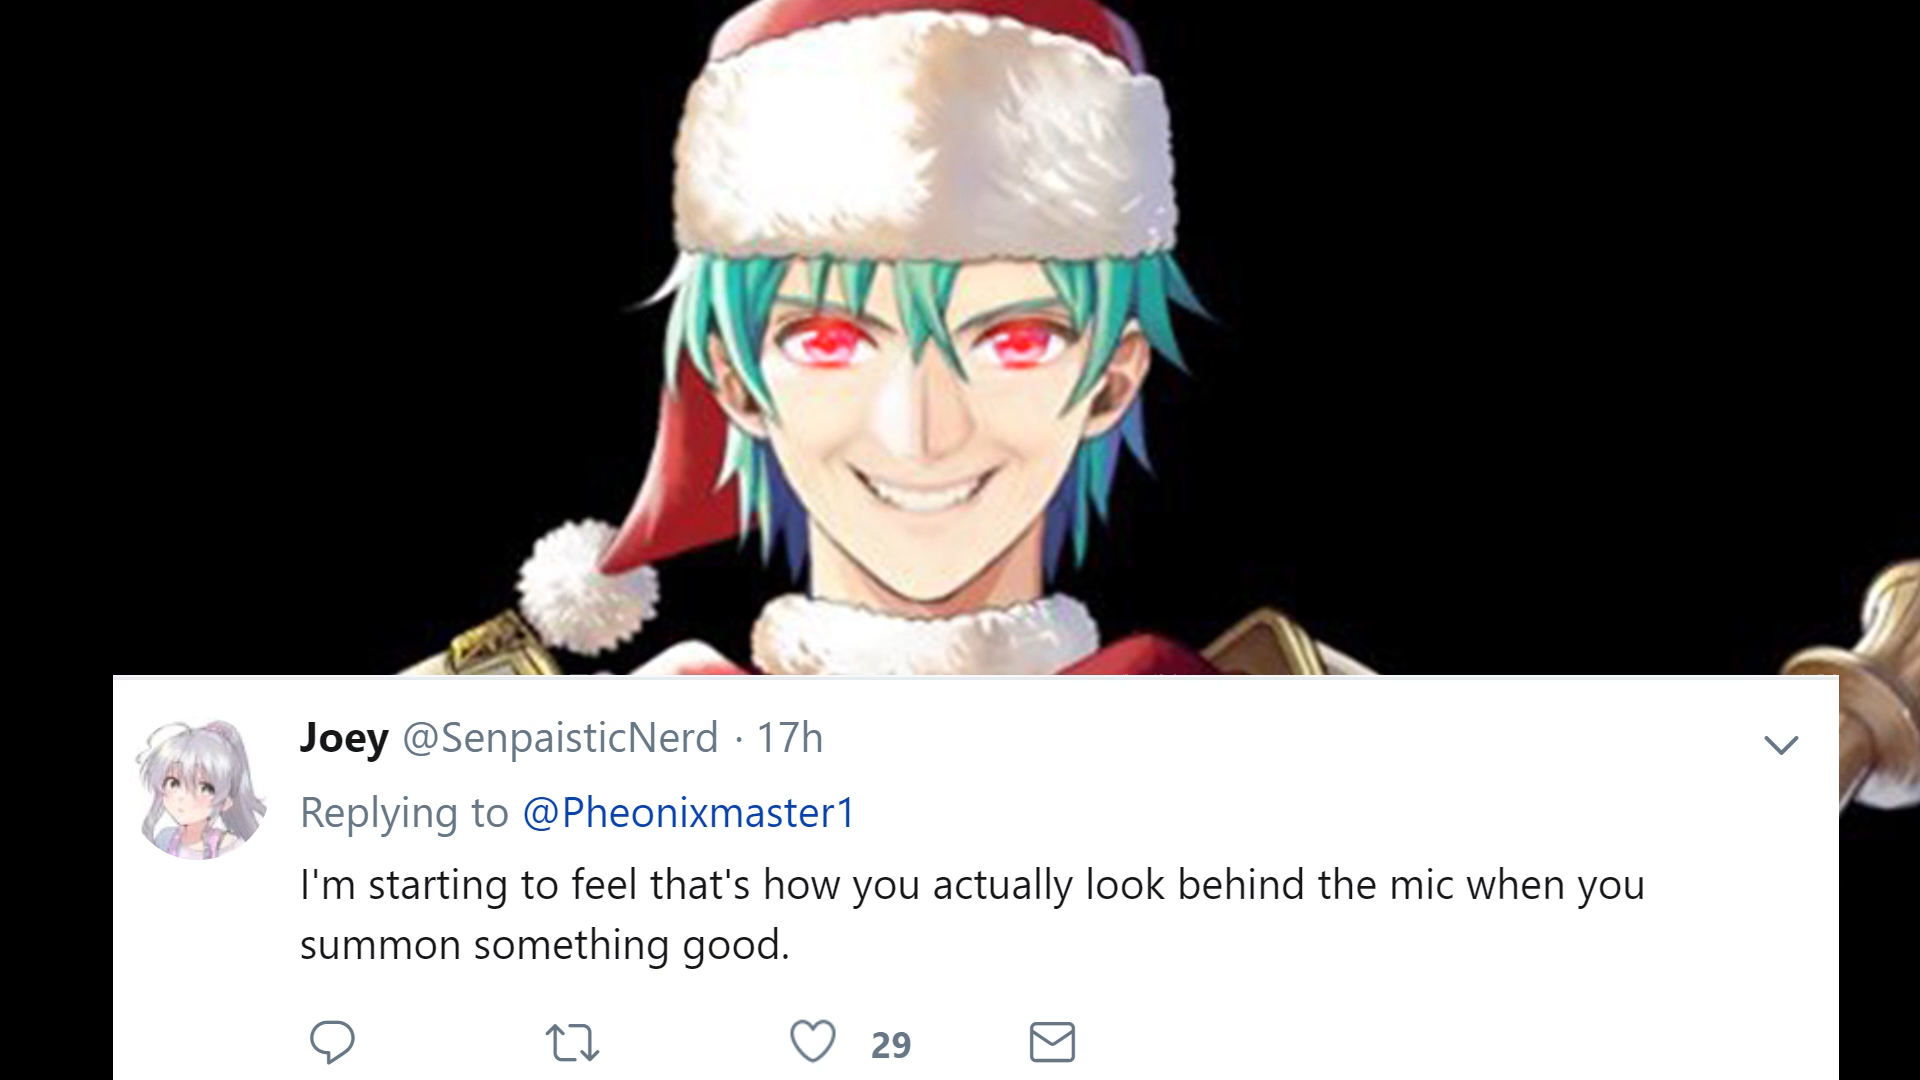 Joey @SenpaisticNerd · 17h
Replying to @Pheonixmaster1
I'm starting to feel that's how you actually look behind the mic when you
summon something good.
29